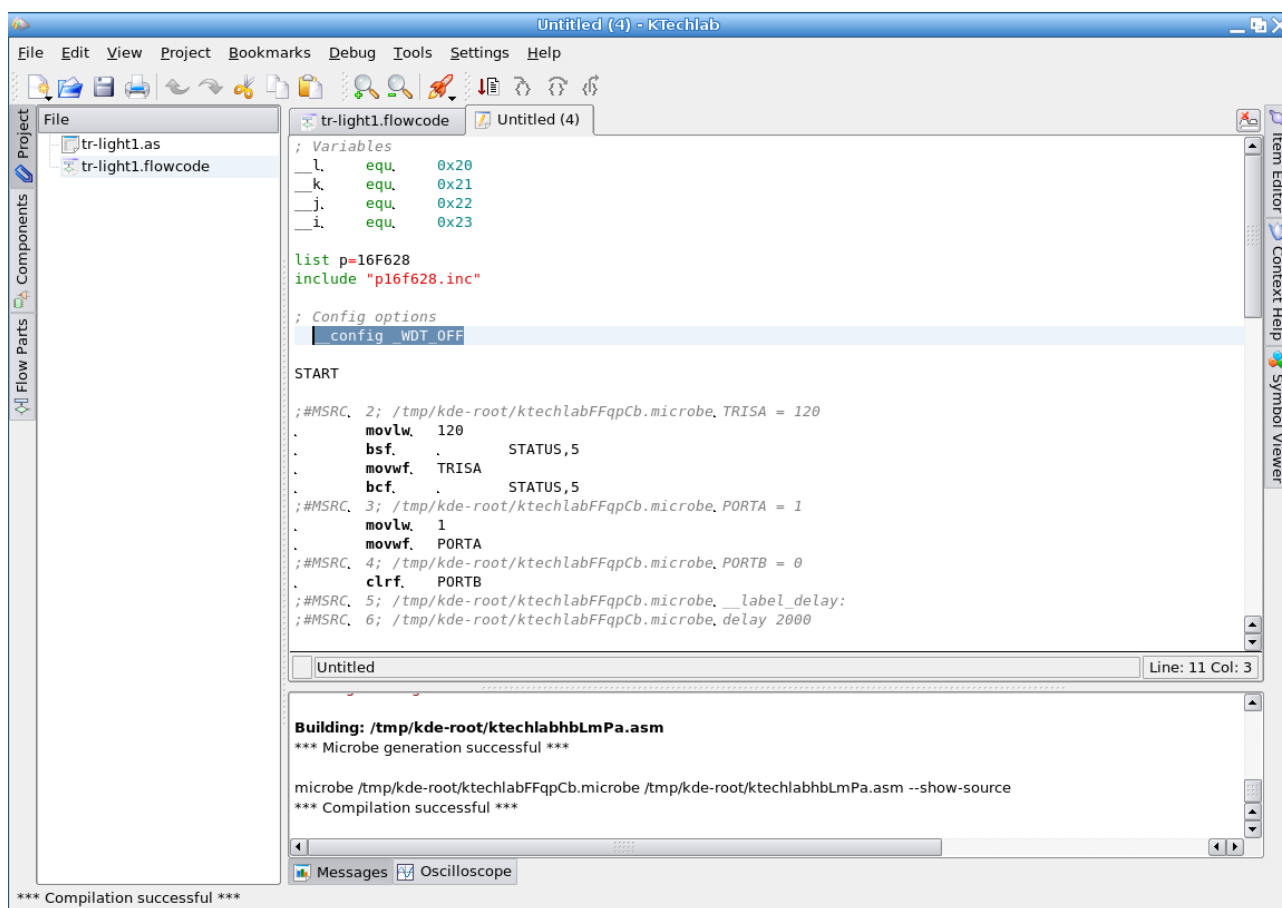 Untitled (4) - KTechlab
File Edit View Project Bookmarks Debug Tools Settings Help
Project
Components
Flow Parts
File
tr-light1.as
tr-light1.flowcode
tr-light1.flowcode Untitled (4)
; Variables
__l equ 0x20
__k equ 0x21
__j equ 0x22
__i equ 0x23
list p=16F628
include "p16f628.inc"
; Config options
__config _WDT_OFF
START
;#MSRC 2; /tmp/kde-root/ktechlabFFqpCb.microbe TRISA = 120
movlw 120
bsf STATUS,5
movwf TRISA
bcf STATUS,5
;#MSRC 3; /tmp/kde-root/ktechlabFFqpCb.microbe PORTA = 1
movlw 1
movwf PORTA
;#MSRC 4; /tmp/kde-root/ktechlabFFqpCb.microbe PORTB = 0
clrf PORTB
;#MSRC 5; /tmp/kde-root/ktechlabFFqpCb.microbe __label_delay:
;#MSRC 6; /tmp/kde-root/ktechlabFFqpCb.microbe delay 2000
Untitled
Line: 11 Col: 3
Item Editor
Context Help
Symbol Viewer
Building: /tmp/kde-root/ktechlabhbLmPa.asm
*** Microbe generation successful ***
microbe /tmp/kde-root/ktechlabFFqpCb.microbe /tmp/kde-root/ktechlabhbLmPa.asm --show-source
*** Compilation successful ***
Messages Oscilloscope
*** Compilation successful ***